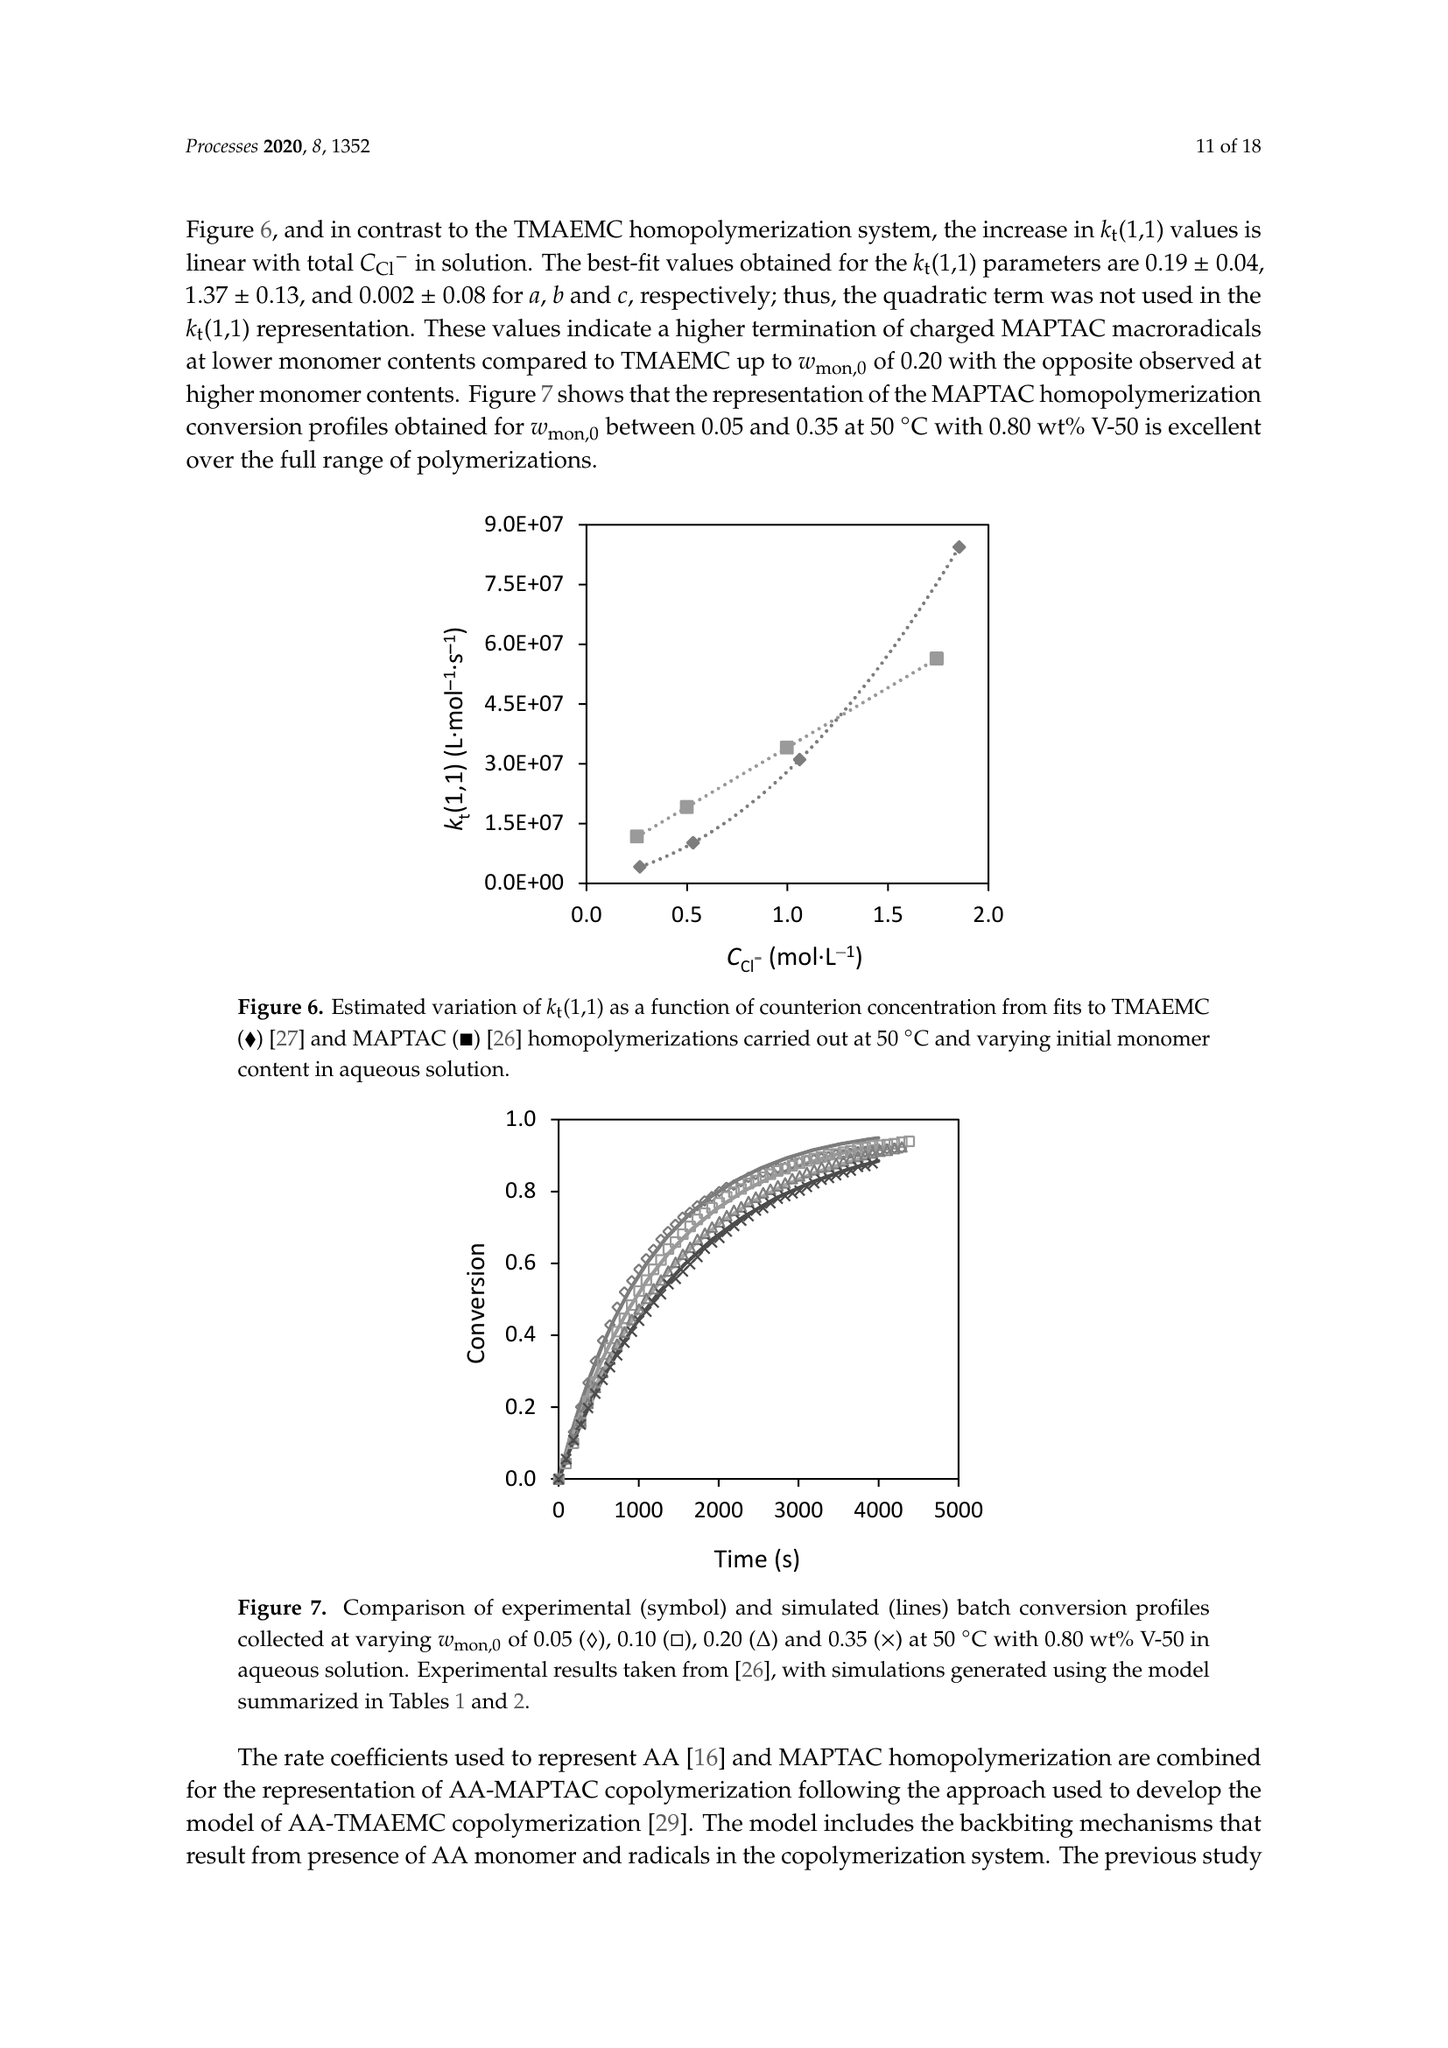 Processes 2020, 8, 1352
11 of 18
Figure 6, and in contrast to the TMAEMC homopolymerization system, the increase in kt(1,1) values is
linear with total CCl− in solution. The best-fit values obtained for the kt(1,1) parameters are 0.19 ± 0.04,
1.37 ± 0.13, and 0.002 ± 0.08 for a, b and c, respectively; thus, the quadratic term was not used in the
kt(1,1) representation. These values indicate a higher termination of charged MAPTAC macroradicals
at lower monomer contents compared to TMAEMC up to wmon,0 of 0.20 with the opposite observed at
higher monomer contents. Figure 7 shows that the representation of the MAPTAC homopolymerization
conversion profiles obtained for wmon,0 between 0.05 and 0.35 at 50 °C with 0.80 wt% V-50 is excellent
over the full range of polymerizations.
9.0E+07
7.5E+07
6.0E+07
4.5E+07
3.0E+07
1.5E+07
0.0E+00
kt(1,1) (L·mol−1·s−1)
0.0 0.5 1.0 1.5 2.0
CCl- (mol·L−1)
Figure 6. Estimated variation of kt(1,1) as a function of counterion concentration from fits to TMAEMC
(♦) [27] and MAPTAC (■) [26] homopolymerizations carried out at 50 °C and varying initial monomer
content in aqueous solution.
1.0
0.8
0.6
0.4
0.2
0.0
Conversion
0 1000 2000 3000 4000 5000
Time (s)
Figure 7. Comparison of experimental (symbol) and simulated (lines) batch conversion profiles
collected at varying wmon,0 of 0.05 (◊), 0.10 (□), 0.20 (Δ) and 0.35 (×) at 50 °C with 0.80 wt% V-50 in
aqueous solution. Experimental results taken from [26], with simulations generated using the model
summarized in Tables 1 and 2.
The rate coefficients used to represent AA [16] and MAPTAC homopolymerization are combined
for the representation of AA-MAPTAC copolymerization following the approach used to develop the
model of AA-TMAEMC copolymerization [29]. The model includes the backbiting mechanisms that
result from presence of AA monomer and radicals in the copolymerization system. The previous study